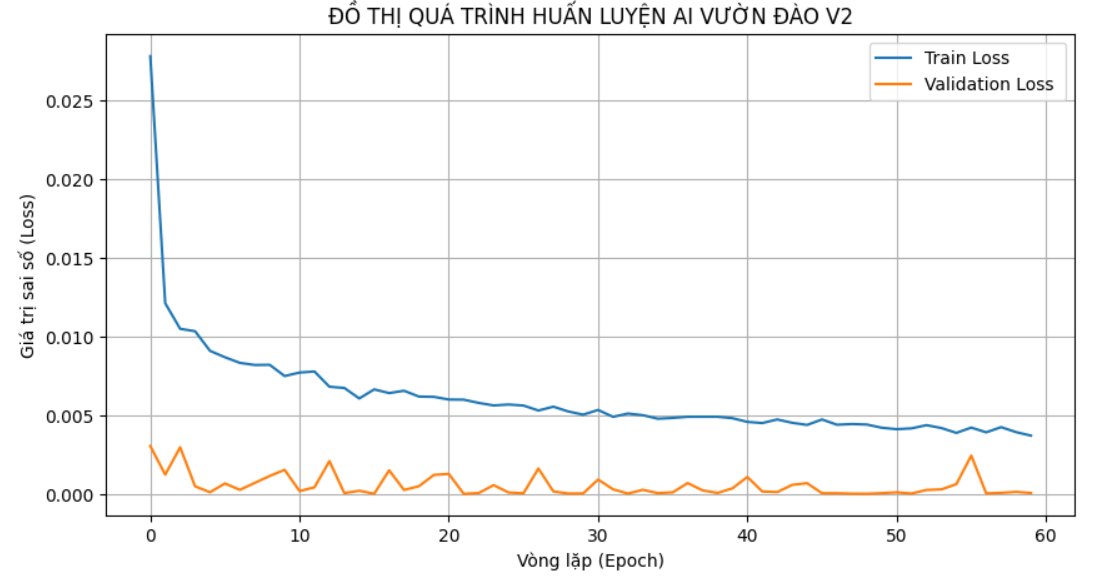 ĐỒ THỊ QUÁ TRÌNH HUẤN LUYỆN AI VƯỜN ĐÀO V2
Train Loss
Validation Loss
Giá trị sai số (Loss)
0.025
0.020
0.015
0.010
0.005
0.000
0 10 20 30 40 50 60
Vòng lặp (Epoch)